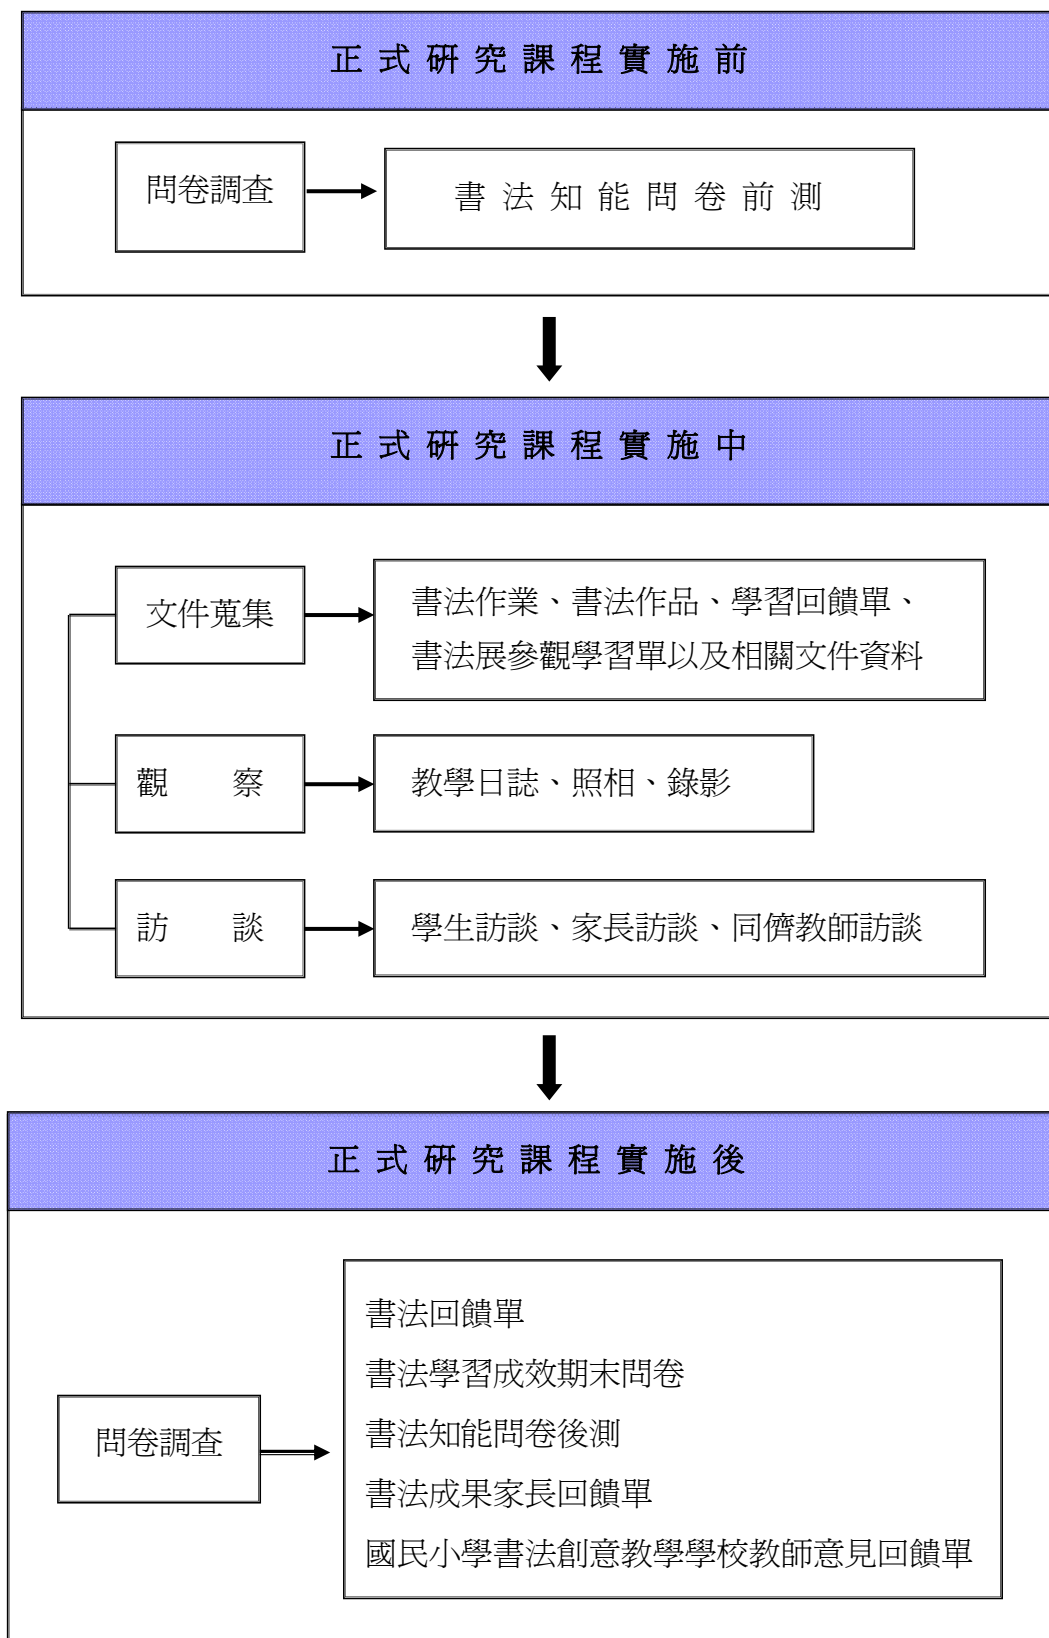 正式研究課程實施前
問卷調查
書法知能問卷前測
正式研究課程實施中
文件蒐集
書法作業、書法作品、學習回饋單、
書法展參觀學習單以及相關文件資料
觀 察
教學日誌、照相、錄影
訪 談
學生訪談、家長訪談、同儕教師訪談
正式研究課程實施後
問卷調查
書法回饋單
書法學習成效期末問卷
書法知能問卷後測
書法成果家長回饋單
國民小學書法創意教學學校教師意見回饋單